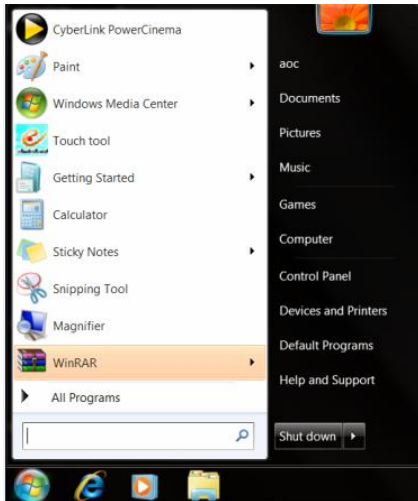 CyberLink PowerCinema
Paint
Windows Media Center
Touch tool
Getting Started
Calculator
Sticky Notes
Snipping Tool
Magnifier
WinRAR
All Programs
aoc
Documents
Pictures
Music
Games
Computer
Control Panel
Devices and Printers
Default Programs
Help and Support
Shut down